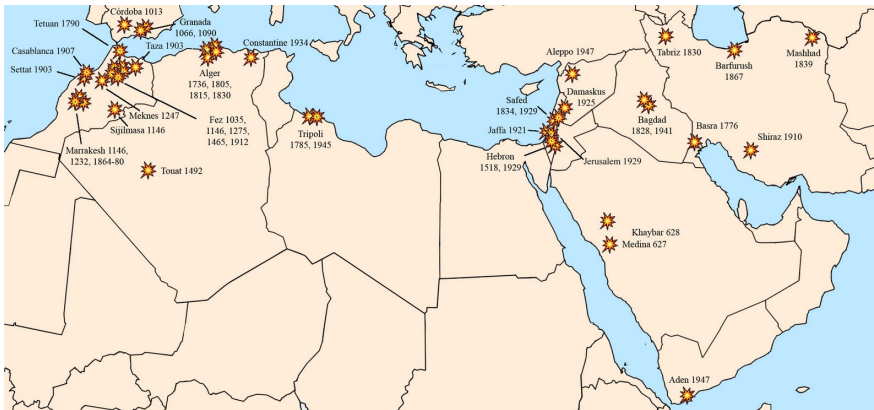 Córdoba 1013
Tetuan 1790
Granada
1066, 1090
Casablanca 1907
Taza 1903
Constantine 1934
Settat 1903
Alger
1736, 1805,
1815, 1830
Meknes 1247
Sijilmasa 1146
Fez 1035,
1146, 1275,
1465, 1912
Marrakesh 1146,
1232, 1864-80
Touat 1492
Tripoli
1785, 1945
Aleppo 1947
Damaskus
1925
Safed
1834, 1929
Jaffa 1921
Hebron
1518, 1929
Jerusalem 1929
Bagdad
1828, 1941
Basra 1776
Tabriz 1830
Barfurush
1867
Mashhad
1839
Shiraz 1910
Khaybar 628
Medina 627
Aden 1947